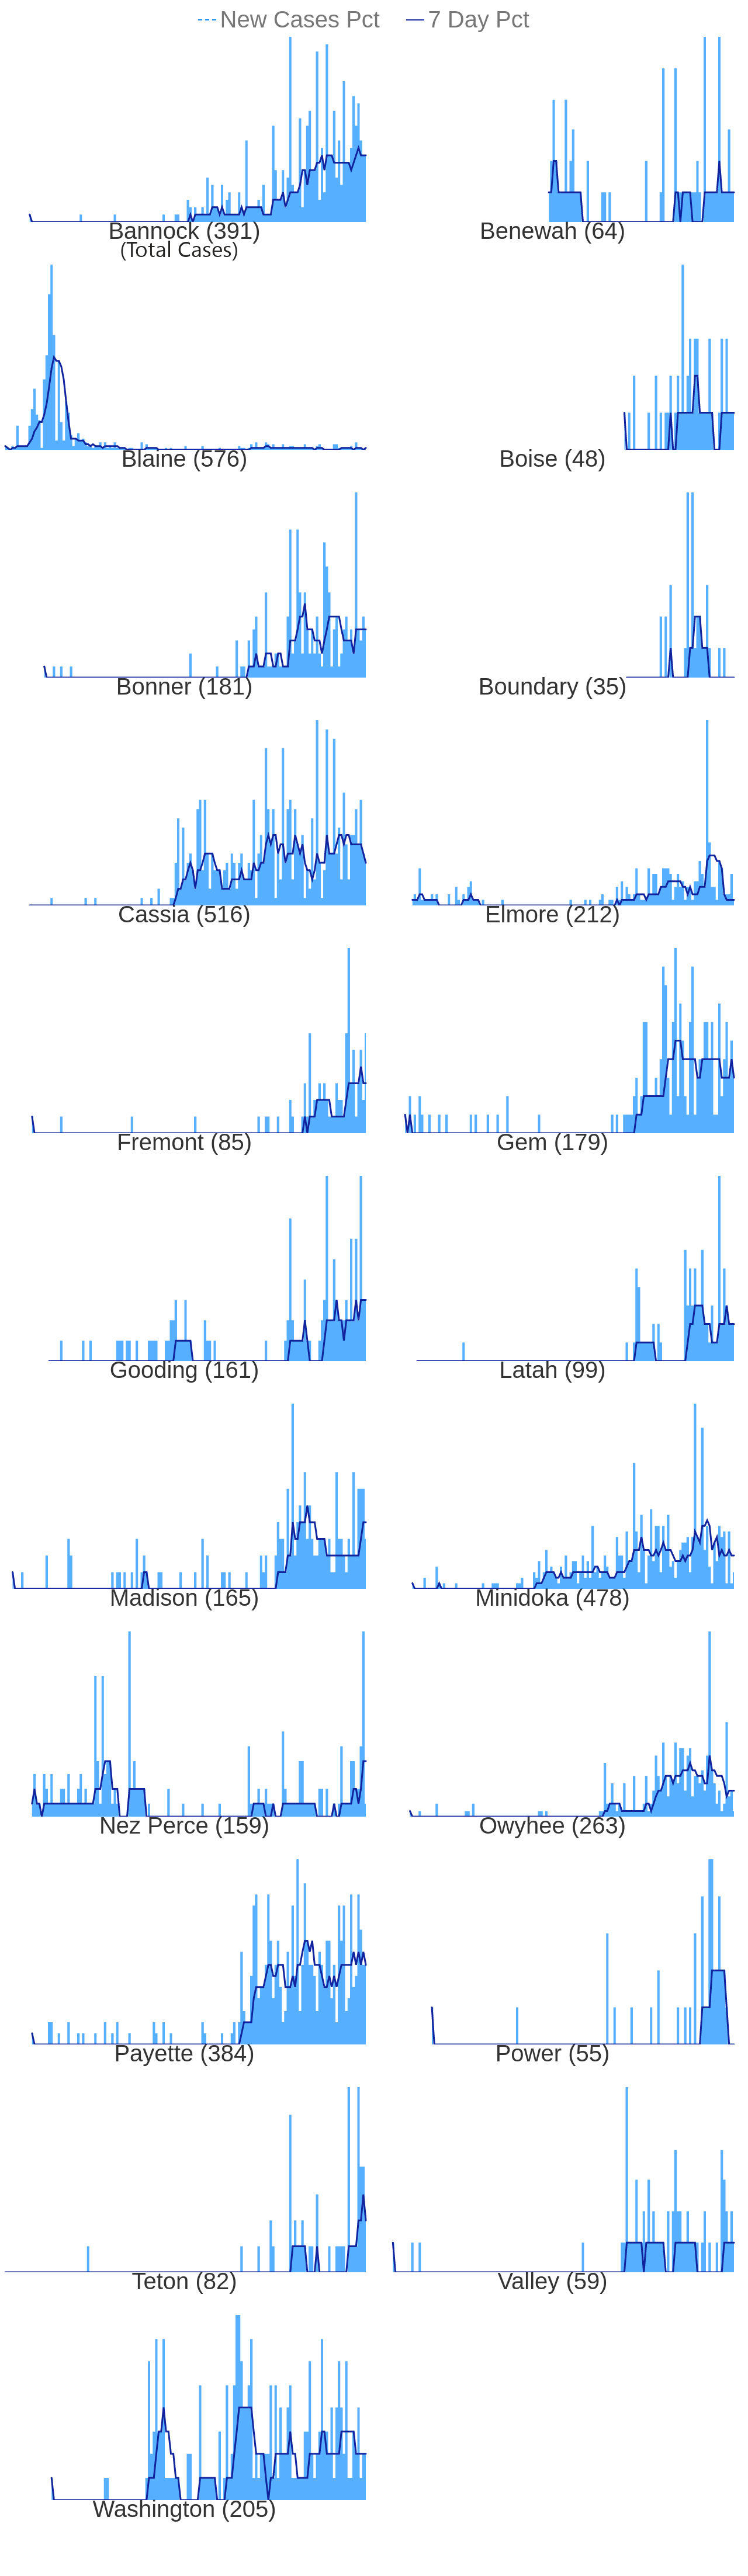 New Cases Pct 7 Day Pct
Bannock (391) Benewah (64)
(Total Cases)
Blaine (576) Boise (48)
Bonner (181) Boundary (35)
Cassia (516) Elmore (212)
Fremont (85) Gem (179)
Gooding (161) Latah (99)
Madison (165) Minidoka (478)
Nez Perce (159) Owyhee (263)
Payette (384) Power (55)
Teton (82) Valley (59)
Washington (205)